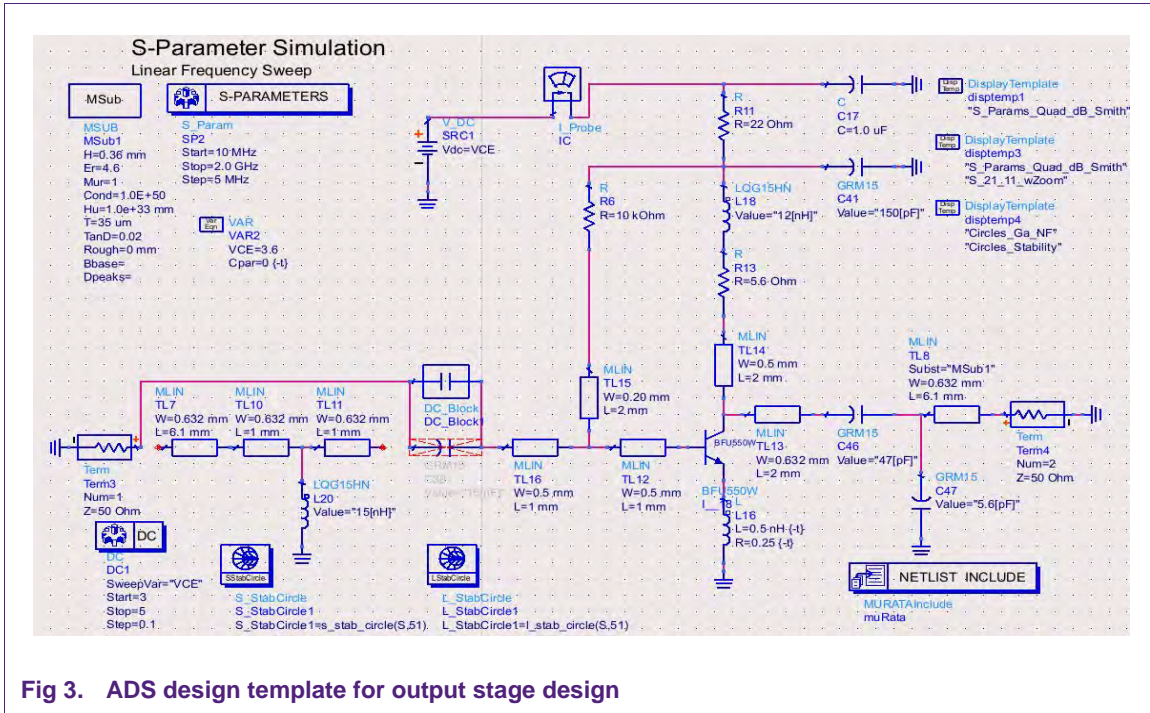 S-Parameter Simulation
Linear Frequency Sweep
MSub
MSUB
MSub1
H=0.36 mm
Er=4.6
Mur=1
Cond=1.0E+50
Hu=1.0e+33 mm
T=35 um
TanD=0.02
Rough=0 mm
Bbase=
Dpeaks=
S-PARAMETERS
S_Param
SP2
Start=10 MHz
Stop=2.0 GHz
Step=5 MHz
Var
Eqn
VAR
VAR2
VCE=3.6
Cpar=0 {-t}
V_DC
SRC1
Vdc=VCE
I_Probe
IC
R
R11
R=22 Ohm
C
C17
C=1.0 uF
Disp
Temp
DisplayTemplate
disptemp1
"S_Params_Quad_dB_Smith"
Disp
Temp
DisplayTemplate
disptemp3
"S_Params_Quad_dB_Smith"
"S_21_11_wZoom"
Disp
Temp
DisplayTemplate
disptemp4
"Circles_Ga_NF"
"Circles_Stability"
R
R6
R=10 kOhm
LQG15HN
L18
Value="12[nH]"
GRM15
C41
Value="150[pF]"
R
R13
R=5.6 Ohm
MLIN
TL14
W=0.5 mm
L=2 mm
MLIN
TL8
Subst="MSub1"
W=0.632 mm
L=6.1 mm
MLIN
TL15
W=0.20 mm
L=2 mm
DC_Block
DC_Block1
MLIN
TL7
W=0.632 mm
L=6.1 mm
MLIN
TL10
W=0.632 mm
L=1 mm
MLIN
TL11
W=0.632 mm
L=1 mm
Term
Term3
Num=1
Z=50 Ohm
LQG15HN
L20
Value="15[nH]"
GRM15
MLIN
TL16
W=0.5 mm
L=1 mm
MLIN
TL12
W=0.5 mm
L=1 mm
BFU550W
BFU550W
MLIN
TL13
W=0.632 mm
L=2 mm
GRM15
C46
Value="47[pF]"
Term
Term4
Num=2
Z=50 Ohm
L
L16
L=0.5 nH {-t}
R=0.25 {-t}
GRM15
C47
Value="5.6[pF]"
DC
DC
DC1
SweepVar="VCE"
Start=3
Stop=5
Step=0.1
SStabCircle
S_StabCircle
S_StabCircle1
S_StabCircle1=s_stab_circle(S,51)
LStabCircle
L_StabCircle
L_StabCircle1
L_StabCircle1=l_stab_circle(S,51)
NETLIST INCLUDE
MURATAInclude
muRata
Fig 3. ADS design template for output stage design